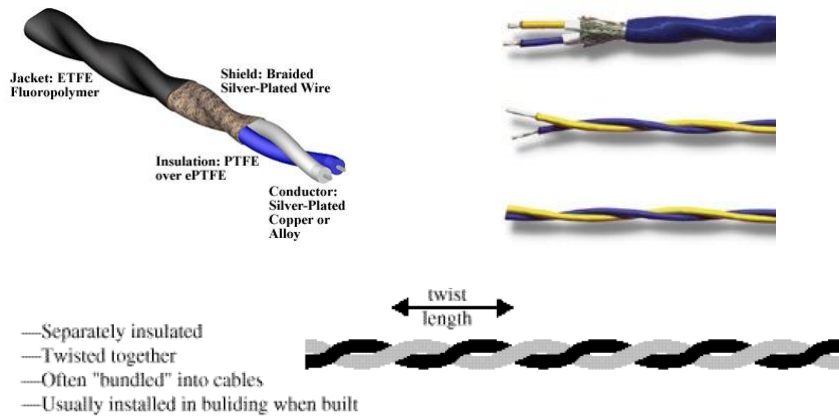 Jacket: ETFE
Fluoropolymer
Shield: Braided
Silver-Plated Wire
Insulation: PTFE
over ePTFE
Conductor:
Silver-Plated
Copper or
Alloy
twist
length
—Separately insulated
—Twisted together
—Often "bundled" into cables
—Usually installed in buliding when built